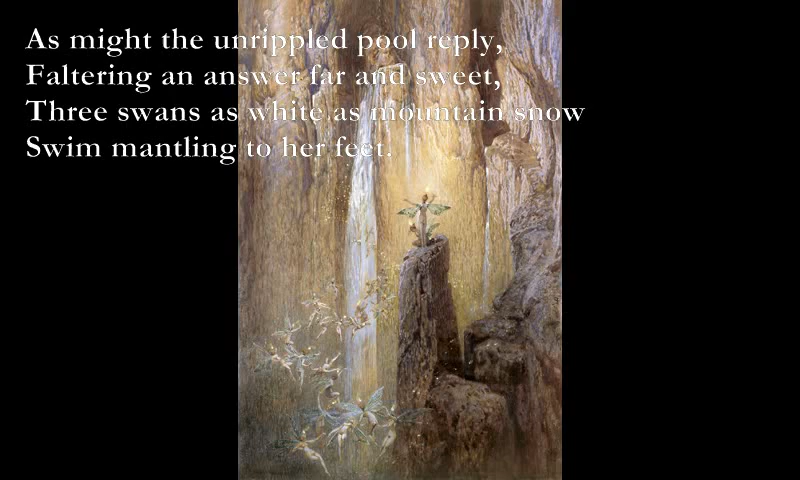 As might the unrippled pool reply,
Faltering an answer far and sweet,
Three swans as white as mountain snow
Swim mantling to her feet.